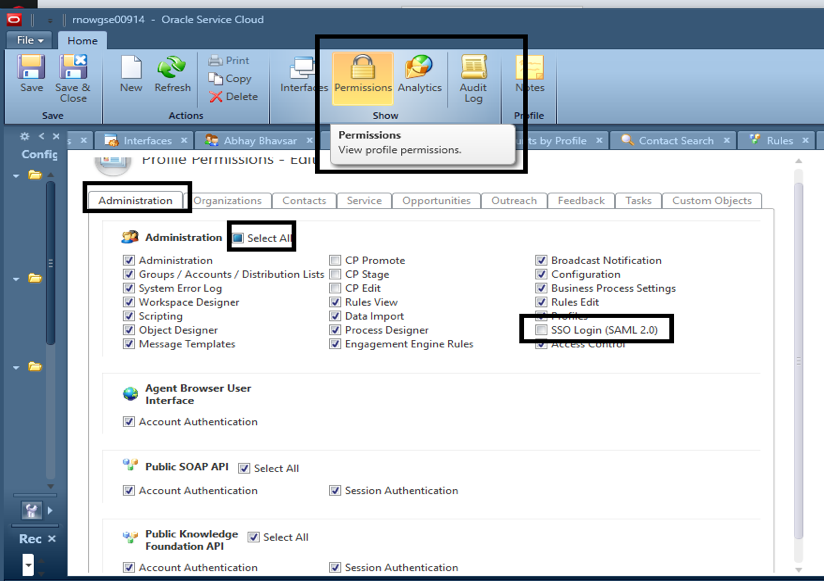 rnowgse00914 - Oracle Service Cloud
File Home
Save Save & Close New Refresh Print Copy Delete Interfaces Permissions Analytics Audit Log Notes
Save Actions Show Profile
Permissions
View profile permissions.
s Interfaces Abhay Bhavsar ts by Profile Contact Search Rules
Config
Profile Permissions - Edit
Administration Organizations Contacts Service Opportunities Outreach Feedback Tasks Custom Objects
Administration Select All
Administration CP Promote Broadcast Notification
Groups / Accounts / Distribution Lists CP Stage Configuration
System Error Log CP Edit Business Process Settings
Workspace Designer Rules View Rules Edit
Scripting Data Import Profiles
Object Designer Process Designer SSO Login (SAML 2.0)
Message Templates Engagement Engine Rules Access Control
Agent Browser User
Interface
Account Authentication
Public SOAP API Select All
Account Authentication Session Authentication
Public Knowledge
Foundation API Select All
Account Authentication Session Authentication
Rec